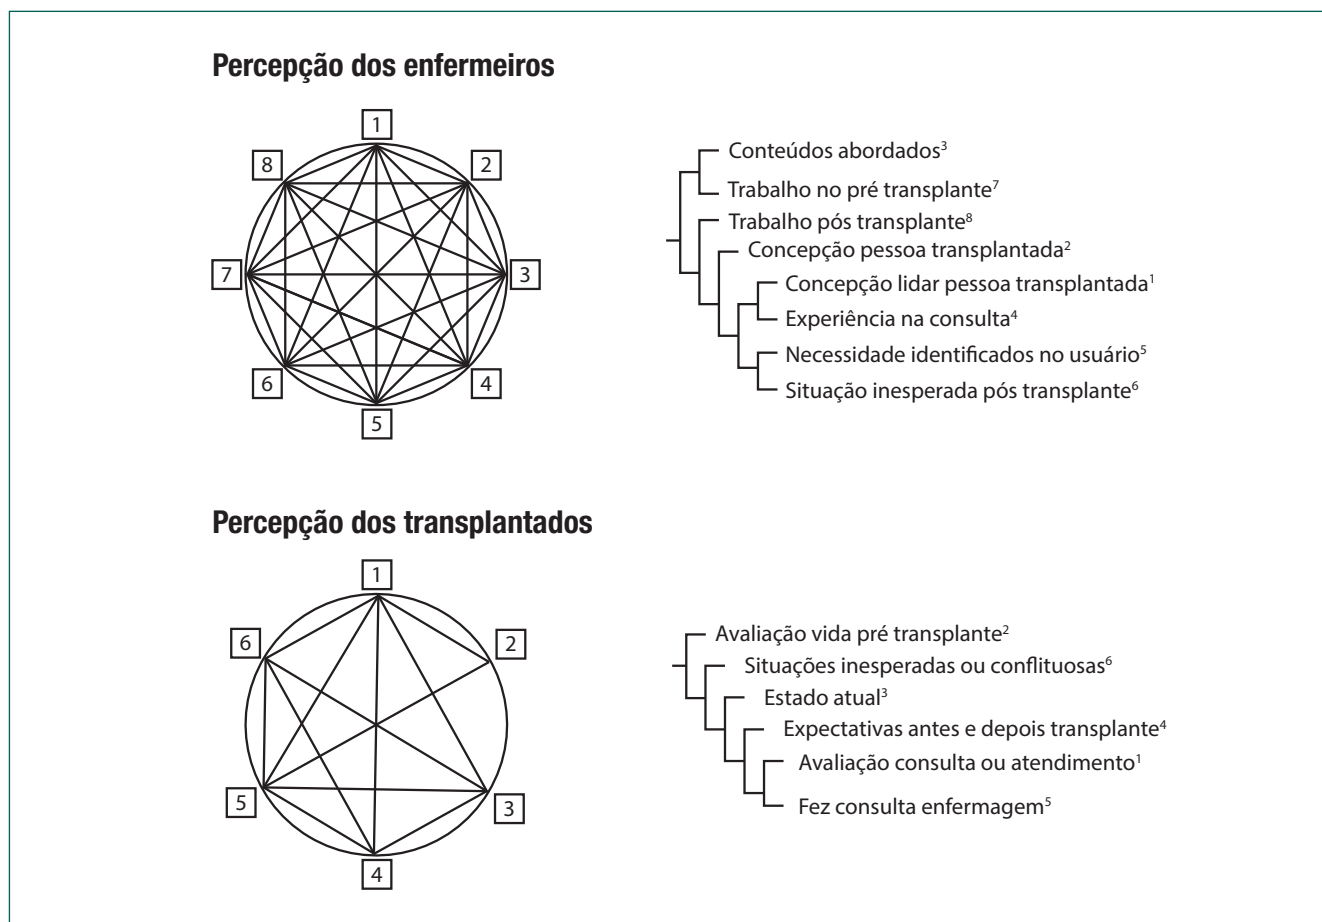 Percepção dos enfermeiros
1
8
2
7
3
6
4
5
Conteúdos abordados³
Trabalho no pré transplante⁷
Trabalho pós transplante⁸
Concepção pessoa transplantada²
Concepção lidar pessoa transplantada¹
Experiência na consulta⁴
Necessidade identificados no usuário⁵
Situação inesperada pós transplante⁶
Percepção dos transplantados
1
6
2
5
3
4
Avaliação vida pré transplante²
Situações inesperadas ou conflituosas⁶
Estado atual³
Expectativas antes e depois transplante⁴
Avaliação consulta ou atendimento¹
Fez consulta enfermagem⁵